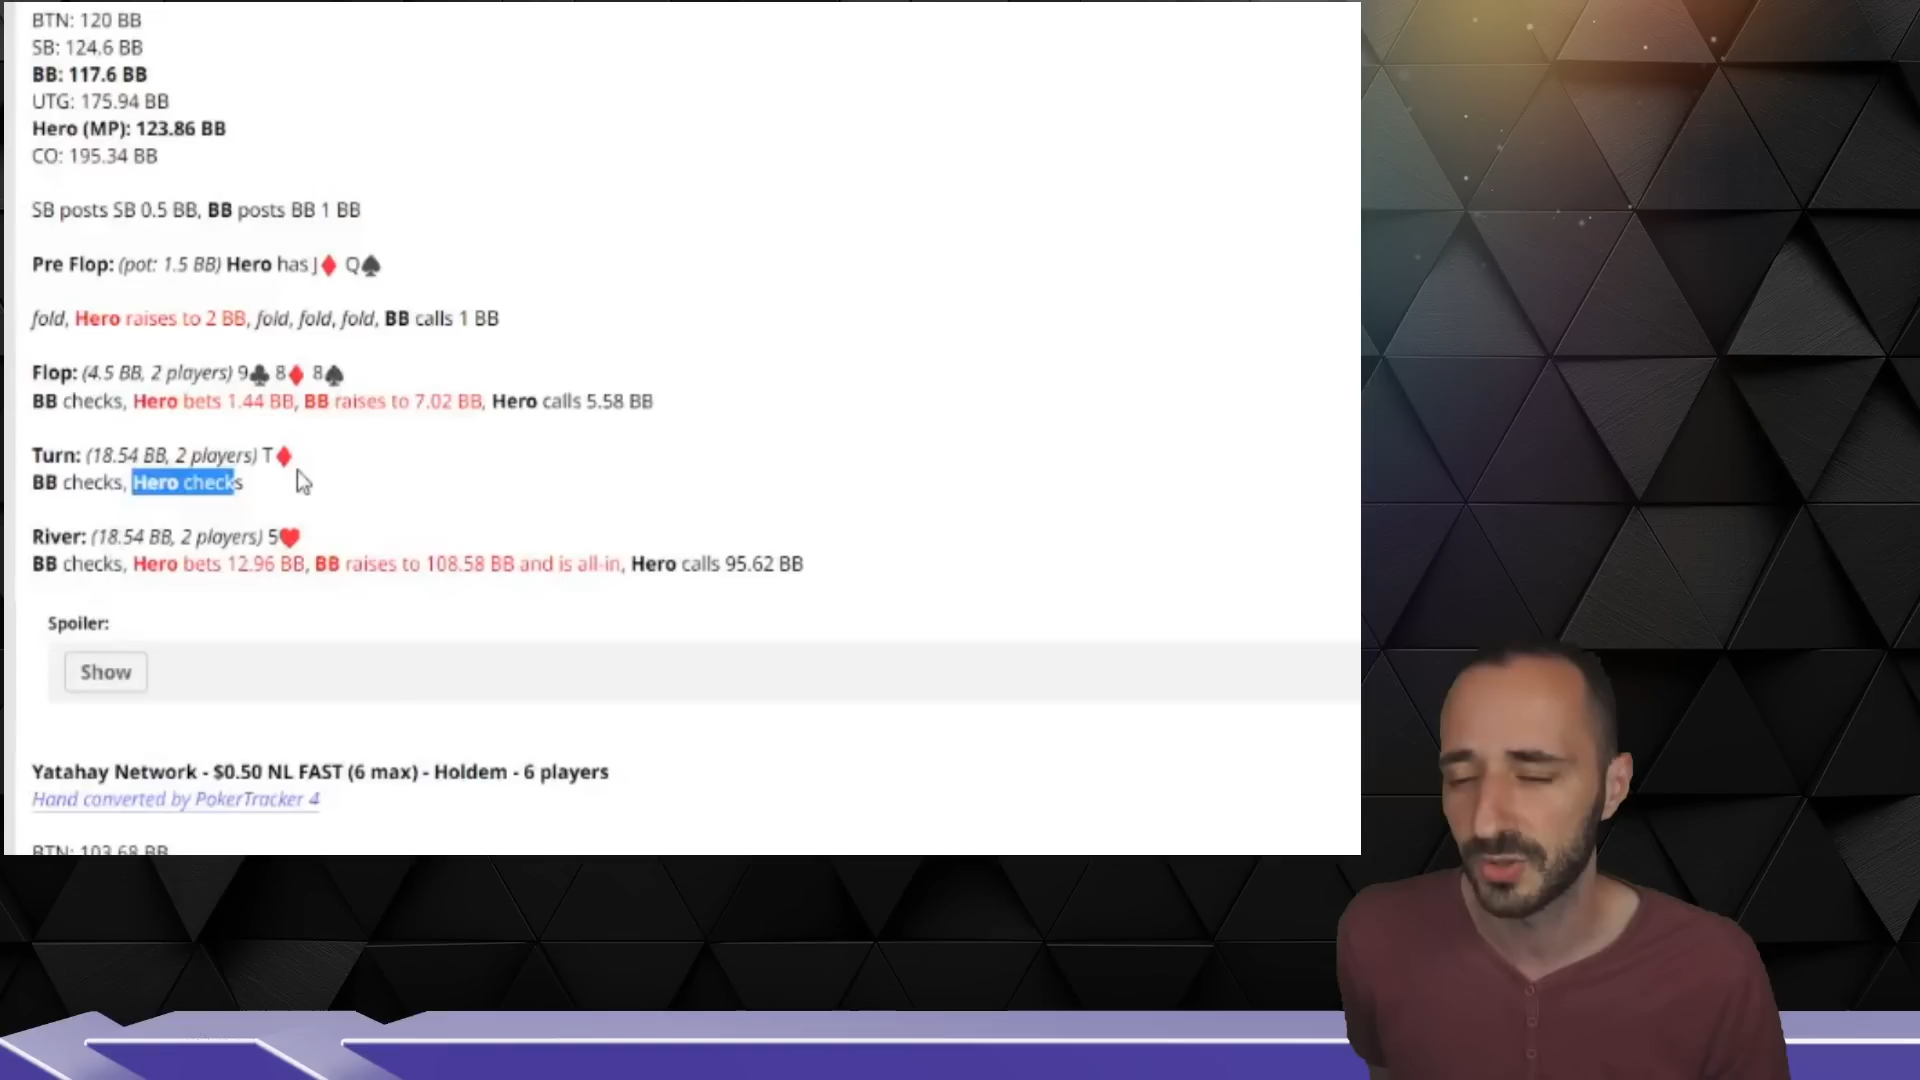 BTN: 120 BB
SB: 124.6 BB
BB: 117.6 BB
UTG: 175.94 BB
Hero (MP): 123.86 BB
CO: 195.34 BB
SB posts SB 0.5 BB, BB posts BB 1 BB
Pre Flop: (pot: 1.5 BB) Hero has J♦ Q♠
fold, Hero raises to 2 BB, fold, fold, fold, BB calls 1 BB
Flop: (4.5 BB, 2 players) 9♣ 8♦ 8♠
BB checks, Hero bets 1.44 BB, BB raises to 7.02 BB, Hero calls 5.58 BB
Turn: (18.54 BB, 2 players) T♦
BB checks, Hero checks
River: (18.54 BB, 2 players) 5♥
BB checks, Hero bets 12.96 BB, BB raises to 108.58 BB and is all-in, Hero calls 95.62 BB
Spoiler:
Show
Yatahay Network - $0.50 NL FAST (6 max) - Holdem - 6 players
Hand converted by PokerTracker 4
BTN: 103.68 BB